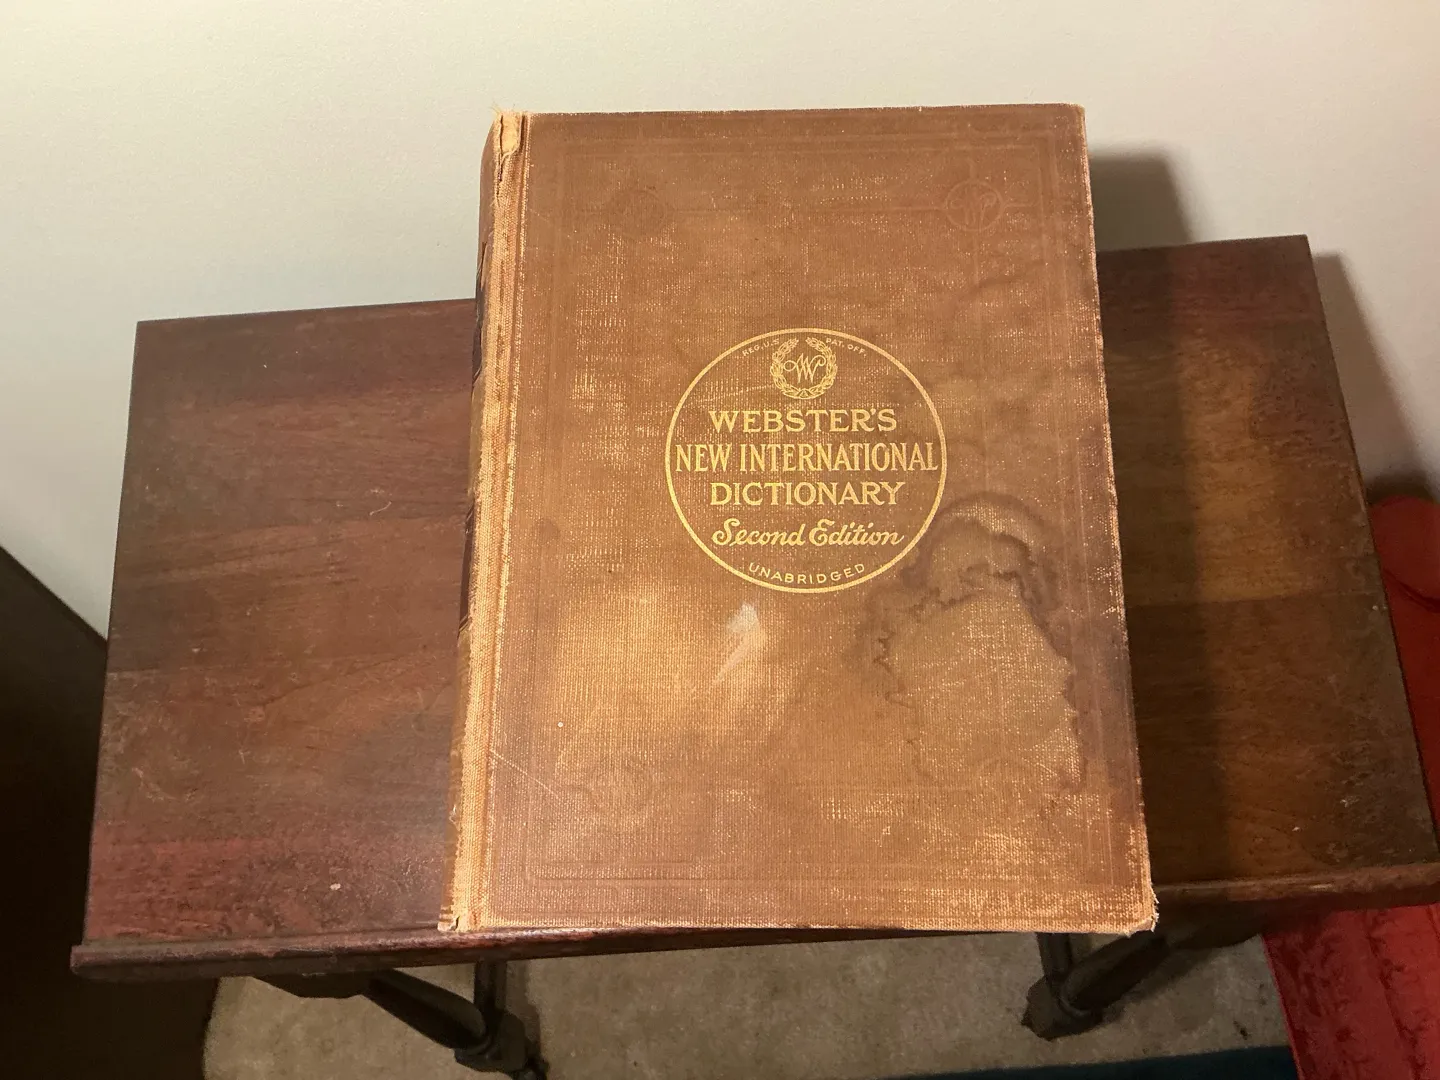 REG. U.S. PAT. OFF.
W
WEBSTER'S
NEW INTERNATIONAL
DICTIONARY
Second Edition
UNABRIDGED